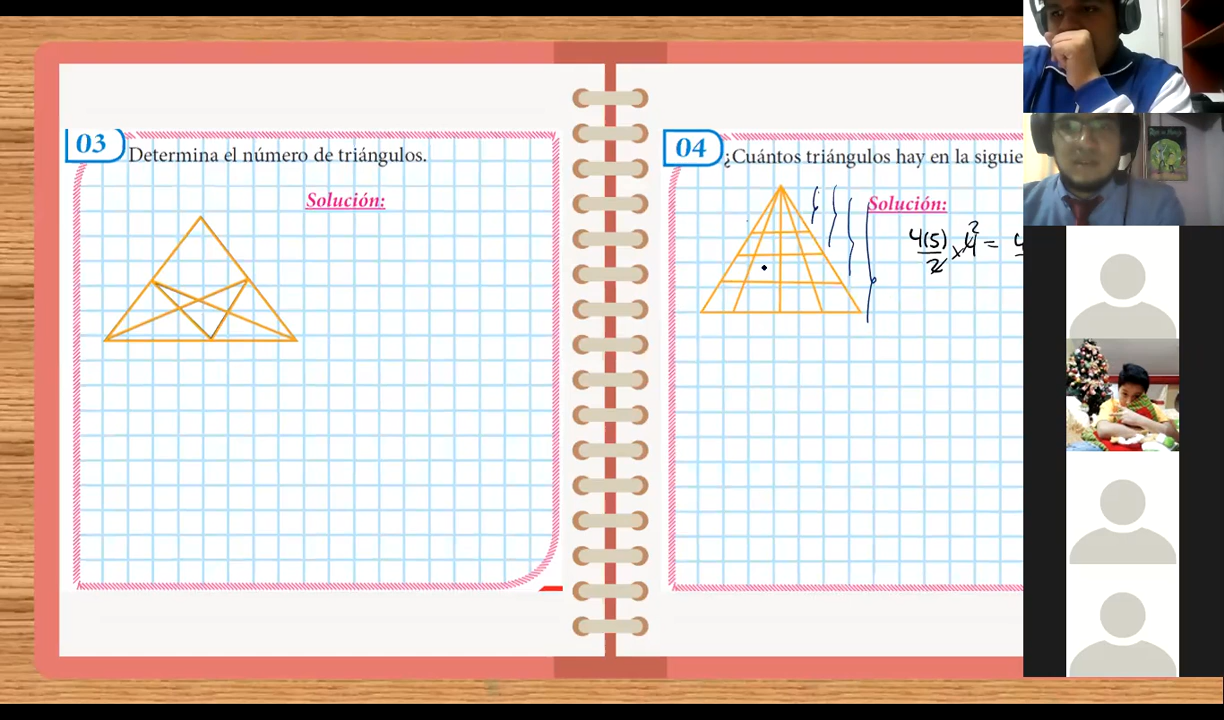 03
Determina el número de triángulos.
Solución:
04
¿Cuántos triángulos hay en la siguie
Solución:
4(5)/2 x 4² = 4